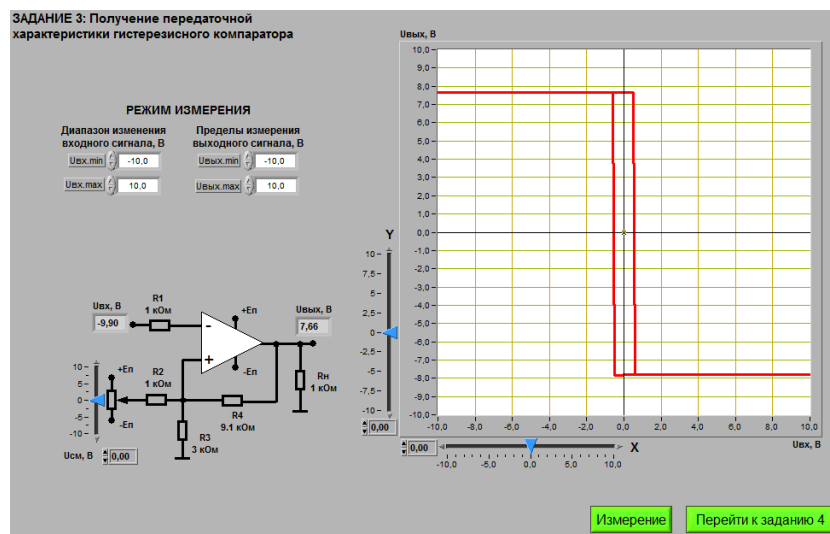 ЗАДАНИЕ 3: Получение передаточной
характеристики гистерезисного компаратора
РЕЖИМ ИЗМЕРЕНИЯ
Диапазон изменения
входного сигнала, В
Пределы измерения
выходного сигнала, В
Uвх.min -10,0
Uвых.min -10,0
Uвх.max 10,0
Uвых.max 10,0
Uвых, В
10,0
9,0
8,0
7,0
6,0
5,0
4,0
3,0
2,0
1,0
0,0
-1,0
-2,0
-3,0
-4,0
-5,0
-6,0
-7,0
-8,0
-9,0
-10,0
-10,0 -8,0 -6,0 -4,0 -2,0 0,0 2,0 4,0 6,0 8,0 10,0
Uвх, В
Y
10
7,5
5
2,5
0
-2,5
-5
-7,5
-10
0,00
0,00
X
-10,0 -5,0 0,0 5,0 10,0
Uвх, В
-9,90
R1
1 кОм
+Еп
-
+
-Еп
Uвых, В
7,66
Rн
1 кОм
10
5
0
-5
-10
+Еп
-Еп
R2
1 кОм
R4
9.1 кОм
R3
3 кОм
Uсм, В 0,00
Измерение
Перейти к заданию 4